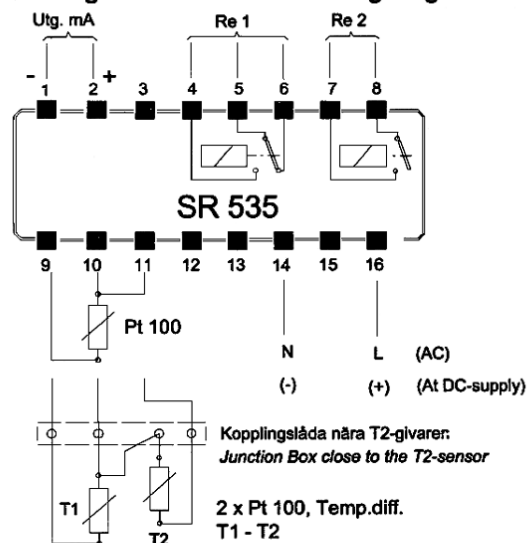 Utg. mA Re 1 Re 2
- +
1 2 3 4 5 6 7 8
SR 535
9 10 11 12 13 14 15 16
Pt 100
N L (AC)
(-) (+) (At DC-supply)
Kopplingslåda nära T2-givaren:
Junction Box close to the T2-sensor
T1 T2
2 x Pt 100, Temp.diff.
T1 - T2